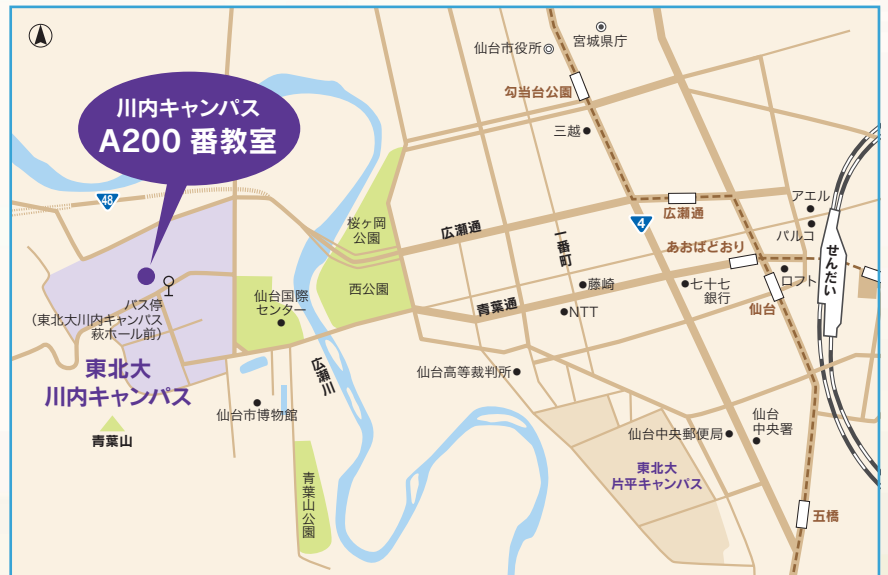 仙台市役所
宮城県庁
勾当台公園
川内キャンパス
A200 番教室
三越
48
アエル
桜ヶ岡
公園
広瀬通
一番町
4
広瀬通
パルコ
あおばどおり
せんだい
バス停
(東北大川内キャンパス
萩ホール前)
仙台国際
センター
西公園
青葉通
藤崎
NTT
七十七
銀行
ロフト
仙台
東北大
川内キャンパス
広瀬川
仙台高等裁判所
青葉山
仙台市博物館
仙台中央郵便局
仙台
中央署
東北大
片平キャンパス
青葉山公園
五橋